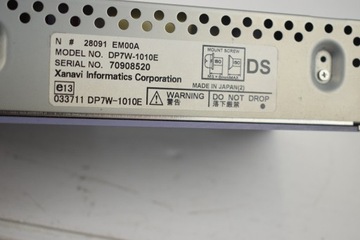 N # 28091 EM00A
MODEL NO. DP7W-1010E
SERIAL NO. 70908520
Xanavi Informatics Corporation
MOUNT SCREW
DS
MADE IN JAPAN(2)
e13
033711 DP7W-1010E
WARNING
警告
DO NOT DROP
落下厳禁